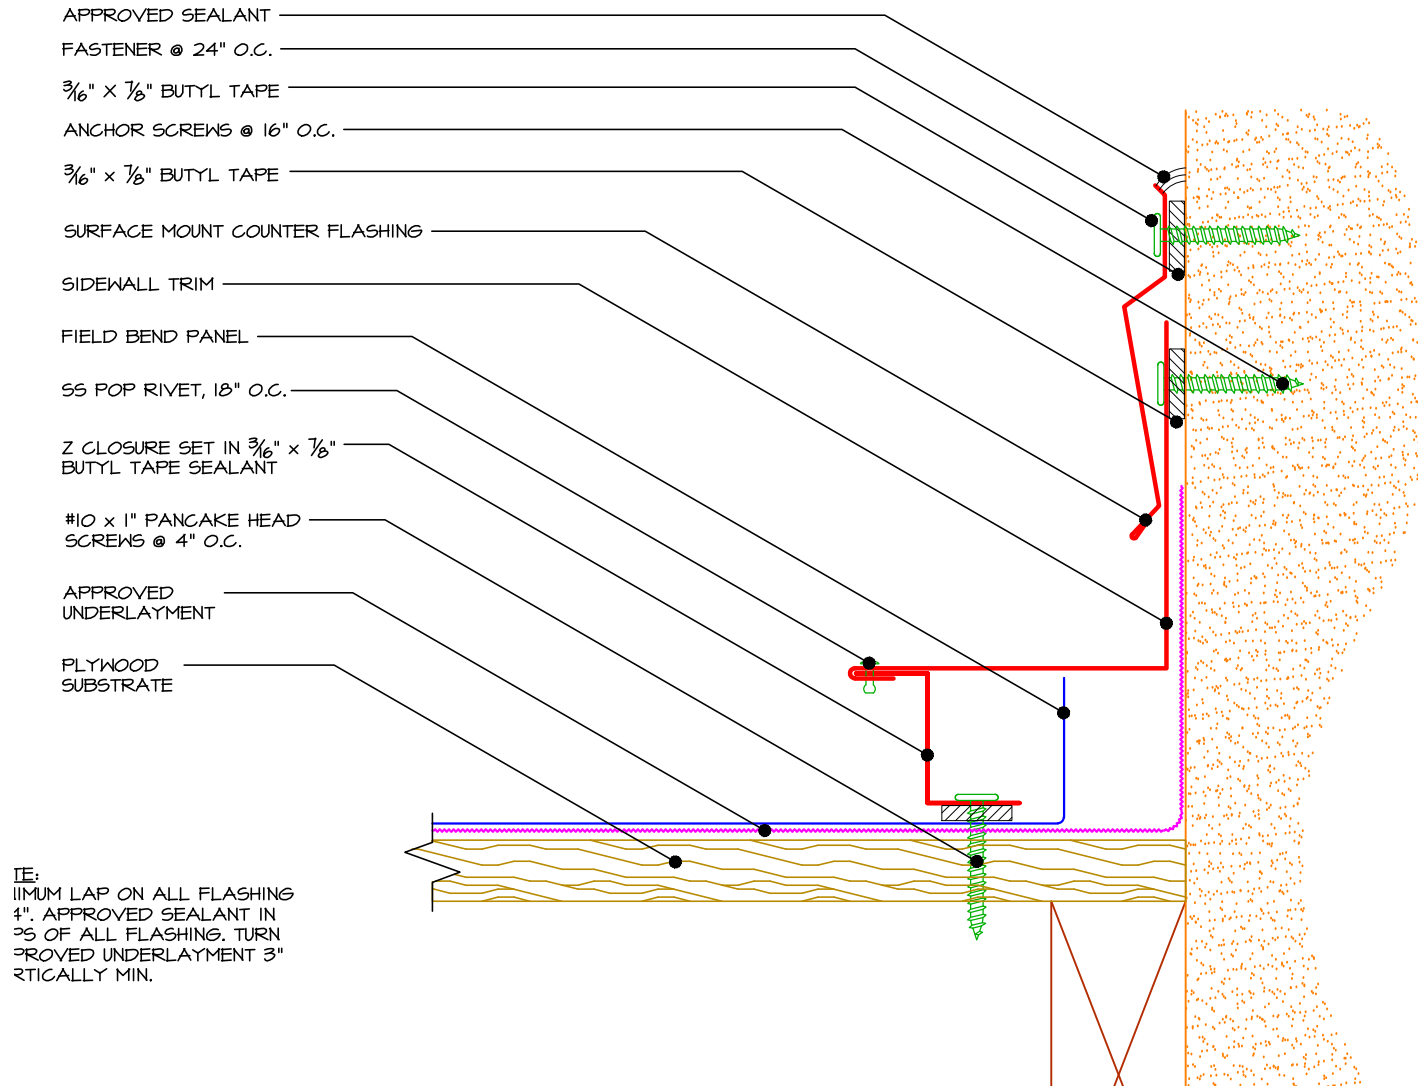 APPROVED SEALANT
FASTENER @ 24" O.C.
3/16" X 7/8" BUTYL TAPE
ANCHOR SCREWS @ 16" O.C.
3/16" x 7/8" BUTYL TAPE
SURFACE MOUNT COUNTER FLASHING
SIDEWALL TRIM
FIELD BEND PANEL
SS POP RIVET, 18" O.C.
Z CLOSURE SET IN 3/16" x 7/8"
BUTYL TAPE SEALANT
#10 x 1" PANCAKE HEAD
SCREWS @ 4" O.C.
APPROVED
UNDERLAYMENT
PLYWOOD
SUBSTRATE
TE:
IMUM LAP ON ALL FLASHING
4". APPROVED SEALANT IN
PS OF ALL FLASHING. TURN
PROVED UNDERLAYMENT 3"
RTICALLY MIN.